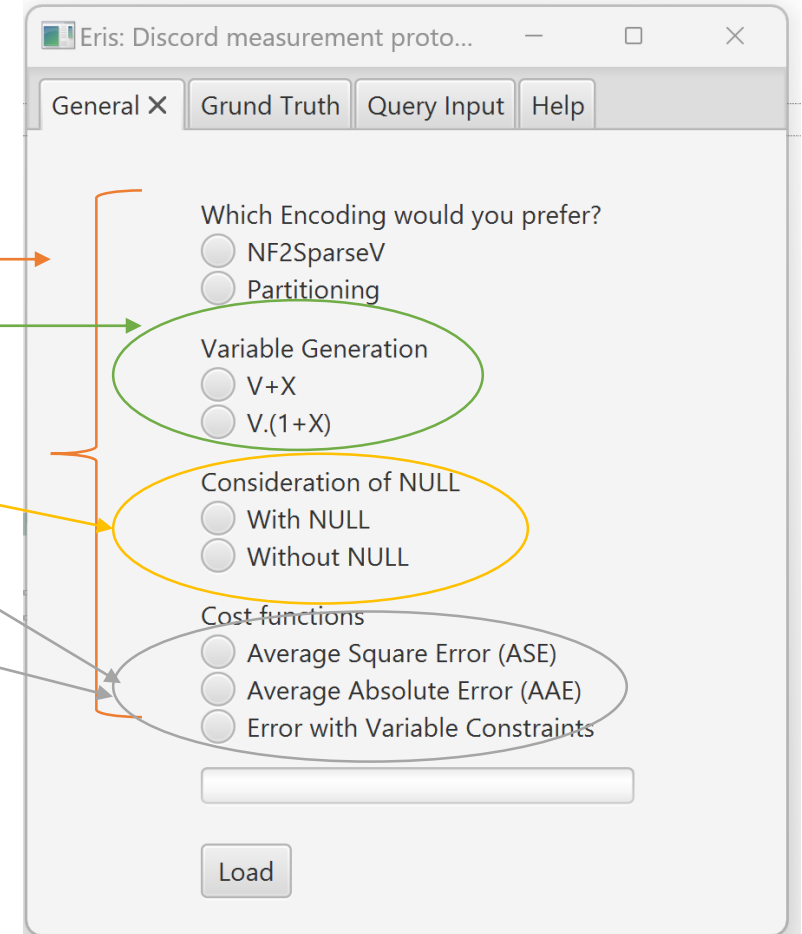 Eris: Discord measurement proto...
General Grund Truth Query Input Help
Which Encoding would you prefer?
NF2SparseV
Partitioning
Variable Generation
V+X
V.(1+X)
Consideration of NULL
With NULL
Without NULL
Cost functions
Average Square Error (ASE)
Average Absolute Error (AAE)
Error with Variable Constraints
Load